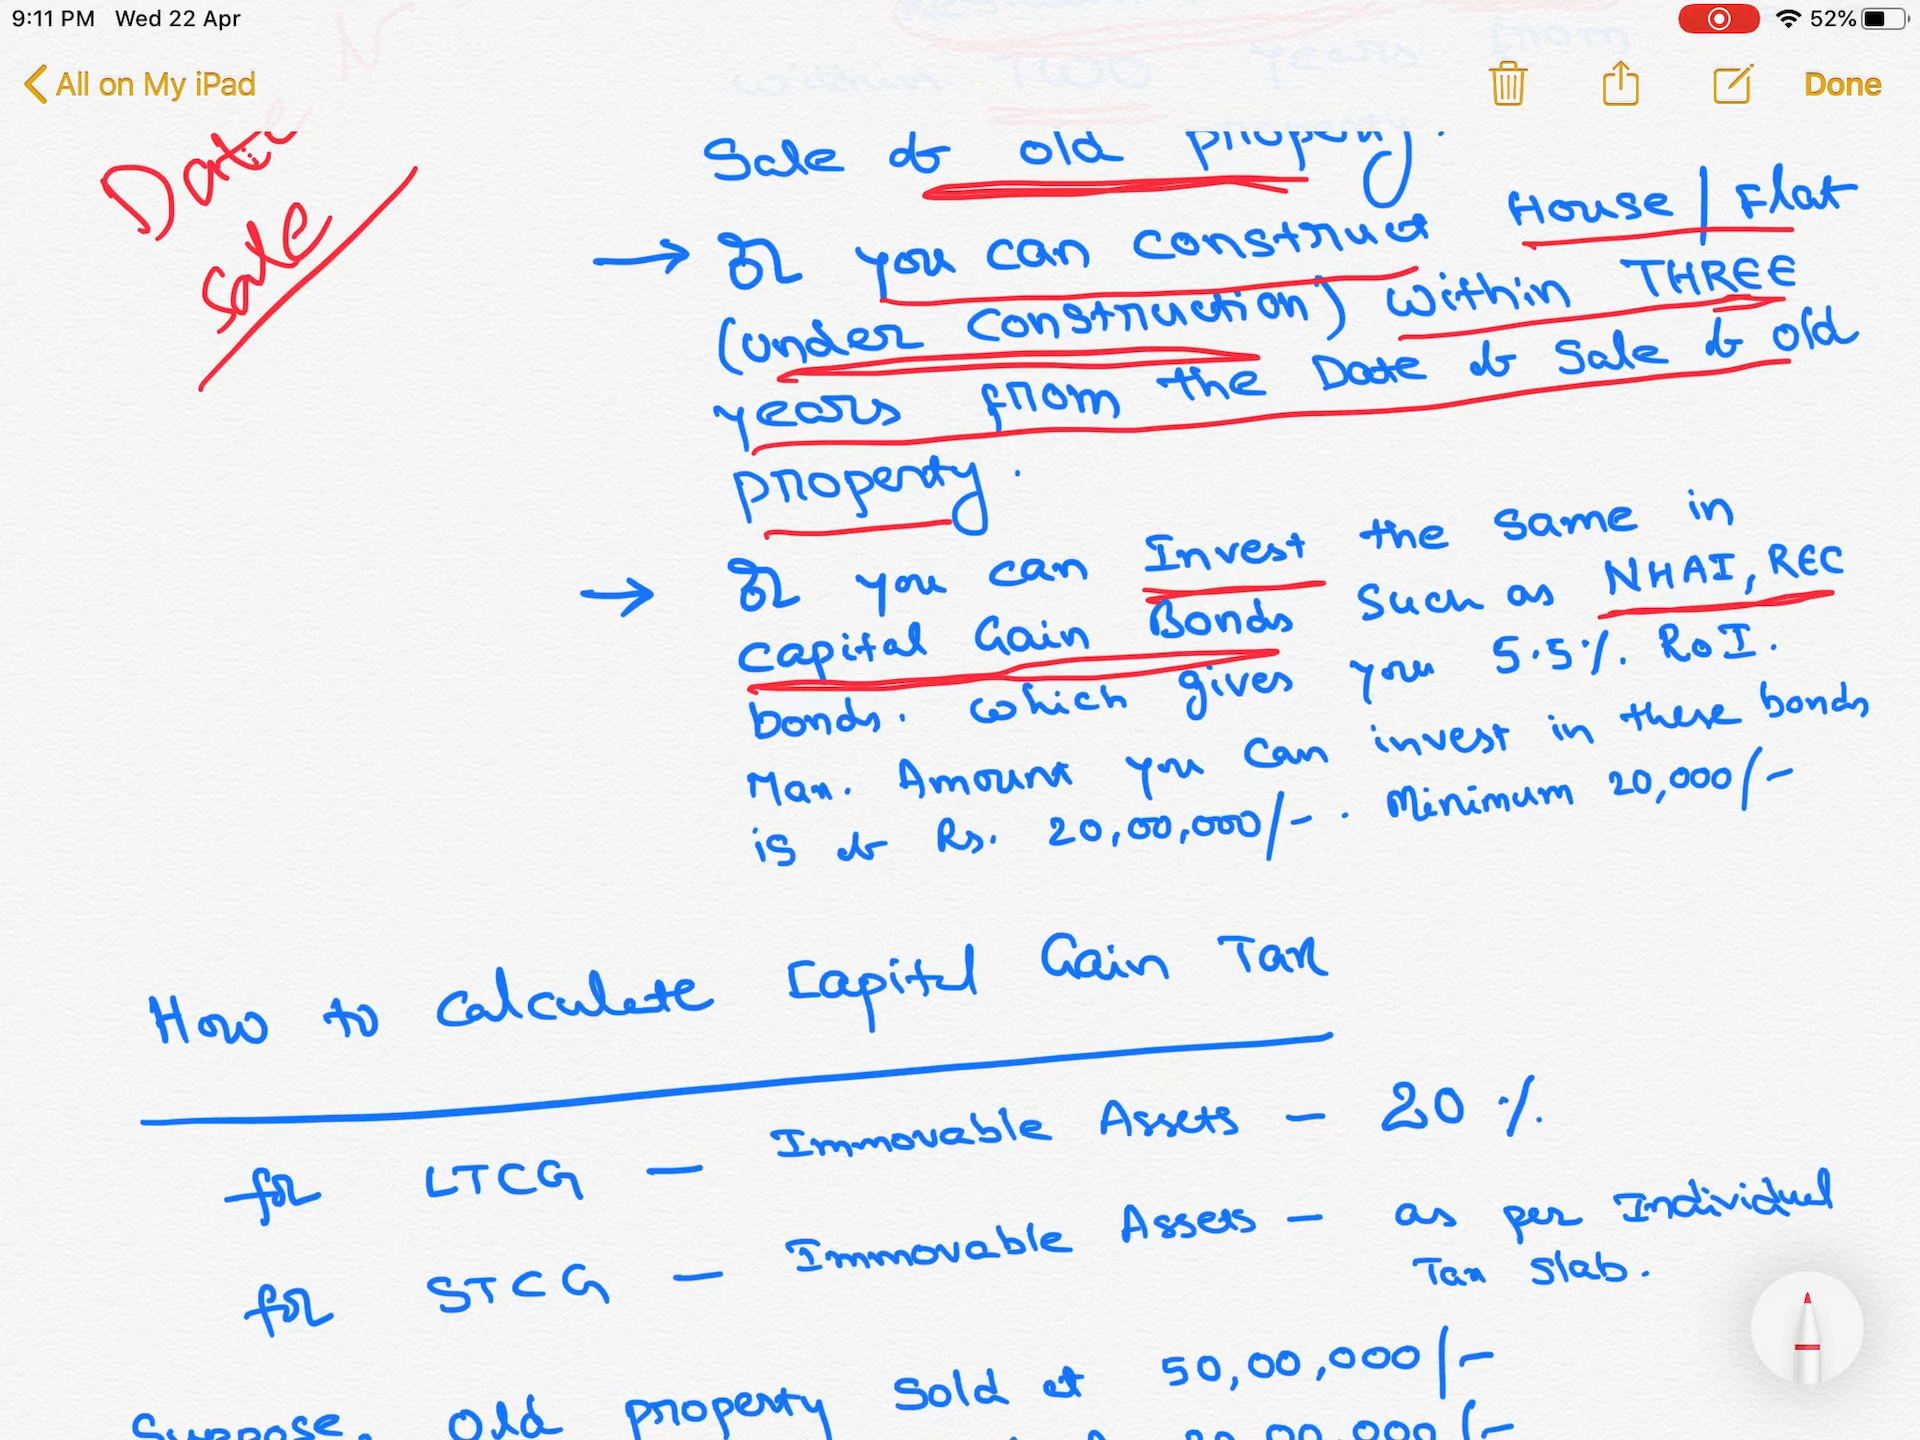 9:11 PM Wed 22 Apr
52%
All on My iPad
Done
within TWO years from
Date
Sale
Sale of old property.
→ Or you can construct House / Flat
(under construction) within THREE
years from the Date of Sale of old
property.
→ Or you can Invest the same in
capital Gain Bonds such as NHAI, REC
bonds. which gives you 5.5%. RoI.
Max. Amount you can invest in these bonds
is of Rs. 20,00,000/-. Minimum 20,000/-
How to calculate Capital Gain Tax
for LTCG — Immovable Assets — 20 %.
for STCG — Immovable Assets — as per Individual
Tax Slab.
Suppose, Old property Sold at 50,00,000/-